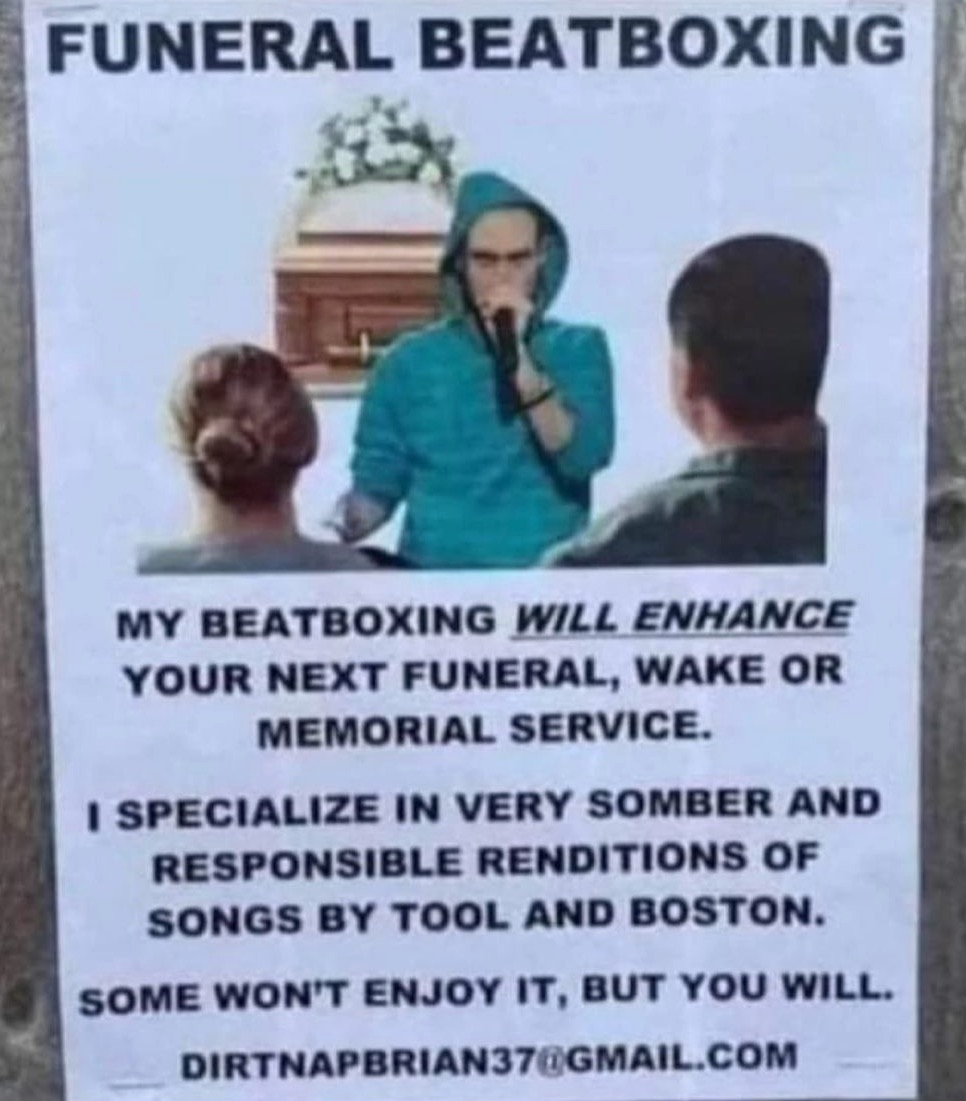 FUNERAL BEATBOXING
MY BEATBOXING WILL ENHANCE
YOUR NEXT FUNERAL, WAKE OR
MEMORIAL SERVICE.
I SPECIALIZE IN VERY SOMBER AND
RESPONSIBLE RENDITIONS OF
SONGS BY TOOL AND BOSTON.
SOME WON'T ENJOY IT, BUT YOU WILL.
DIRTNAPBRIAN37@GMAIL.COM